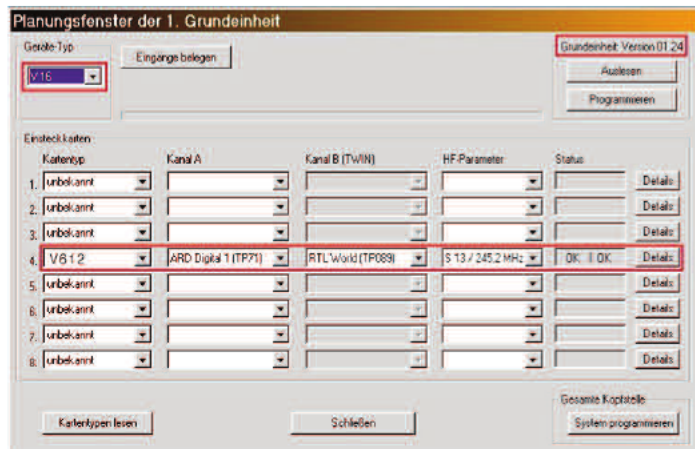 Planungsfenster der 1. Grundeinheit
Geräte-Typ
V16
Eingänge belegen
Grundeinheit: Version 01.24
Auslesen
Programmieren
Einsteckkarten
Kartentyp Kanal A Kanal B (TWIN) HF-Parameter Status
1. unbekannt Details
2. unbekannt Details
3. unbekannt Details
4. V612 ARD Digital 1 (TP71) RTL World (TP089) S 13 / 245,2 MHz OK | OK Details
5. unbekannt Details
6. unbekannt Details
7. unbekannt Details
8. unbekannt Details
Kartentypen lesen
Schließen
Gesamte Kopfstelle
System programmieren